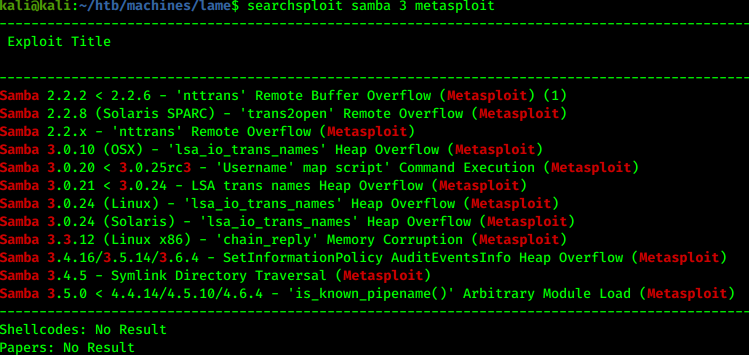 kali@kali:~/htb/machines/lame$ searchsploit samba 3 metasploit
--------------------------------------------------------------------------------------------
Exploit Title
--------------------------------------------------------------------------------------------
Samba 2.2.2 < 2.2.6 - 'nttrans' Remote Buffer Overflow (Metasploit) (1)
Samba 2.2.8 (Solaris SPARC) - 'trans2open' Remote Overflow (Metasploit)
Samba 2.2.x - 'nttrans' Remote Overflow (Metasploit)
Samba 3.0.10 (OSX) - 'lsa_io_trans_names' Heap Overflow (Metasploit)
Samba 3.0.20 < 3.0.25rc3 - 'Username' map script' Command Execution (Metasploit)
Samba 3.0.21 < 3.0.24 - LSA trans names Heap Overflow (Metasploit)
Samba 3.0.24 (Linux) - 'lsa_io_trans_names' Heap Overflow (Metasploit)
Samba 3.0.24 (Solaris) - 'lsa_io_trans_names' Heap Overflow (Metasploit)
Samba 3.3.12 (Linux x86) - 'chain_reply' Memory Corruption (Metasploit)
Samba 3.4.16/3.5.14/3.6.4 - SetInformationPolicy AuditEventsInfo Heap Overflow (Metasploit)
Samba 3.4.5 - Symlink Directory Traversal (Metasploit)
Samba 3.5.0 < 4.4.14/4.5.10/4.6.4 - 'is_known_pipename()' Arbitrary Module Load (Metasploit)
--------------------------------------------------------------------------------------------
Shellcodes: No Result
Papers: No Result